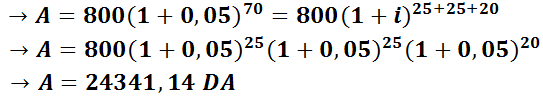 → A = 800(1 + 0,05)⁷⁰ = 800(1 + i)²⁵⁺²⁵⁺²⁰
→ A = 800(1 + 0,05)²⁵(1 + 0,05)²⁵(1 + 0,05)²⁰
→ A = 24341,14 DA